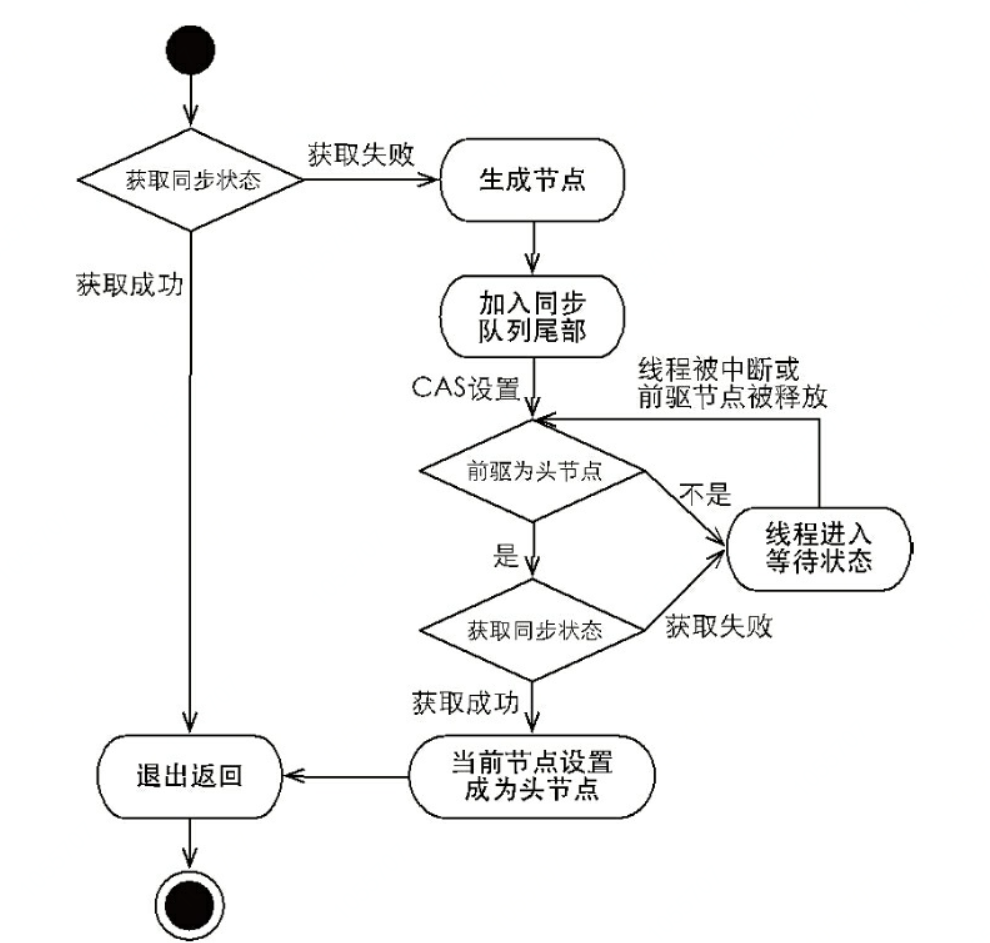 获取同步状态
获取失败
生成节点
获取成功
加入同步
队列尾部
CAS设置
线程被中断或
前驱节点被释放
前驱为头节点
不是
线程进入
等待状态
是
获取同步状态
获取失败
获取成功
当前节点设置
成为头节点
退出返回